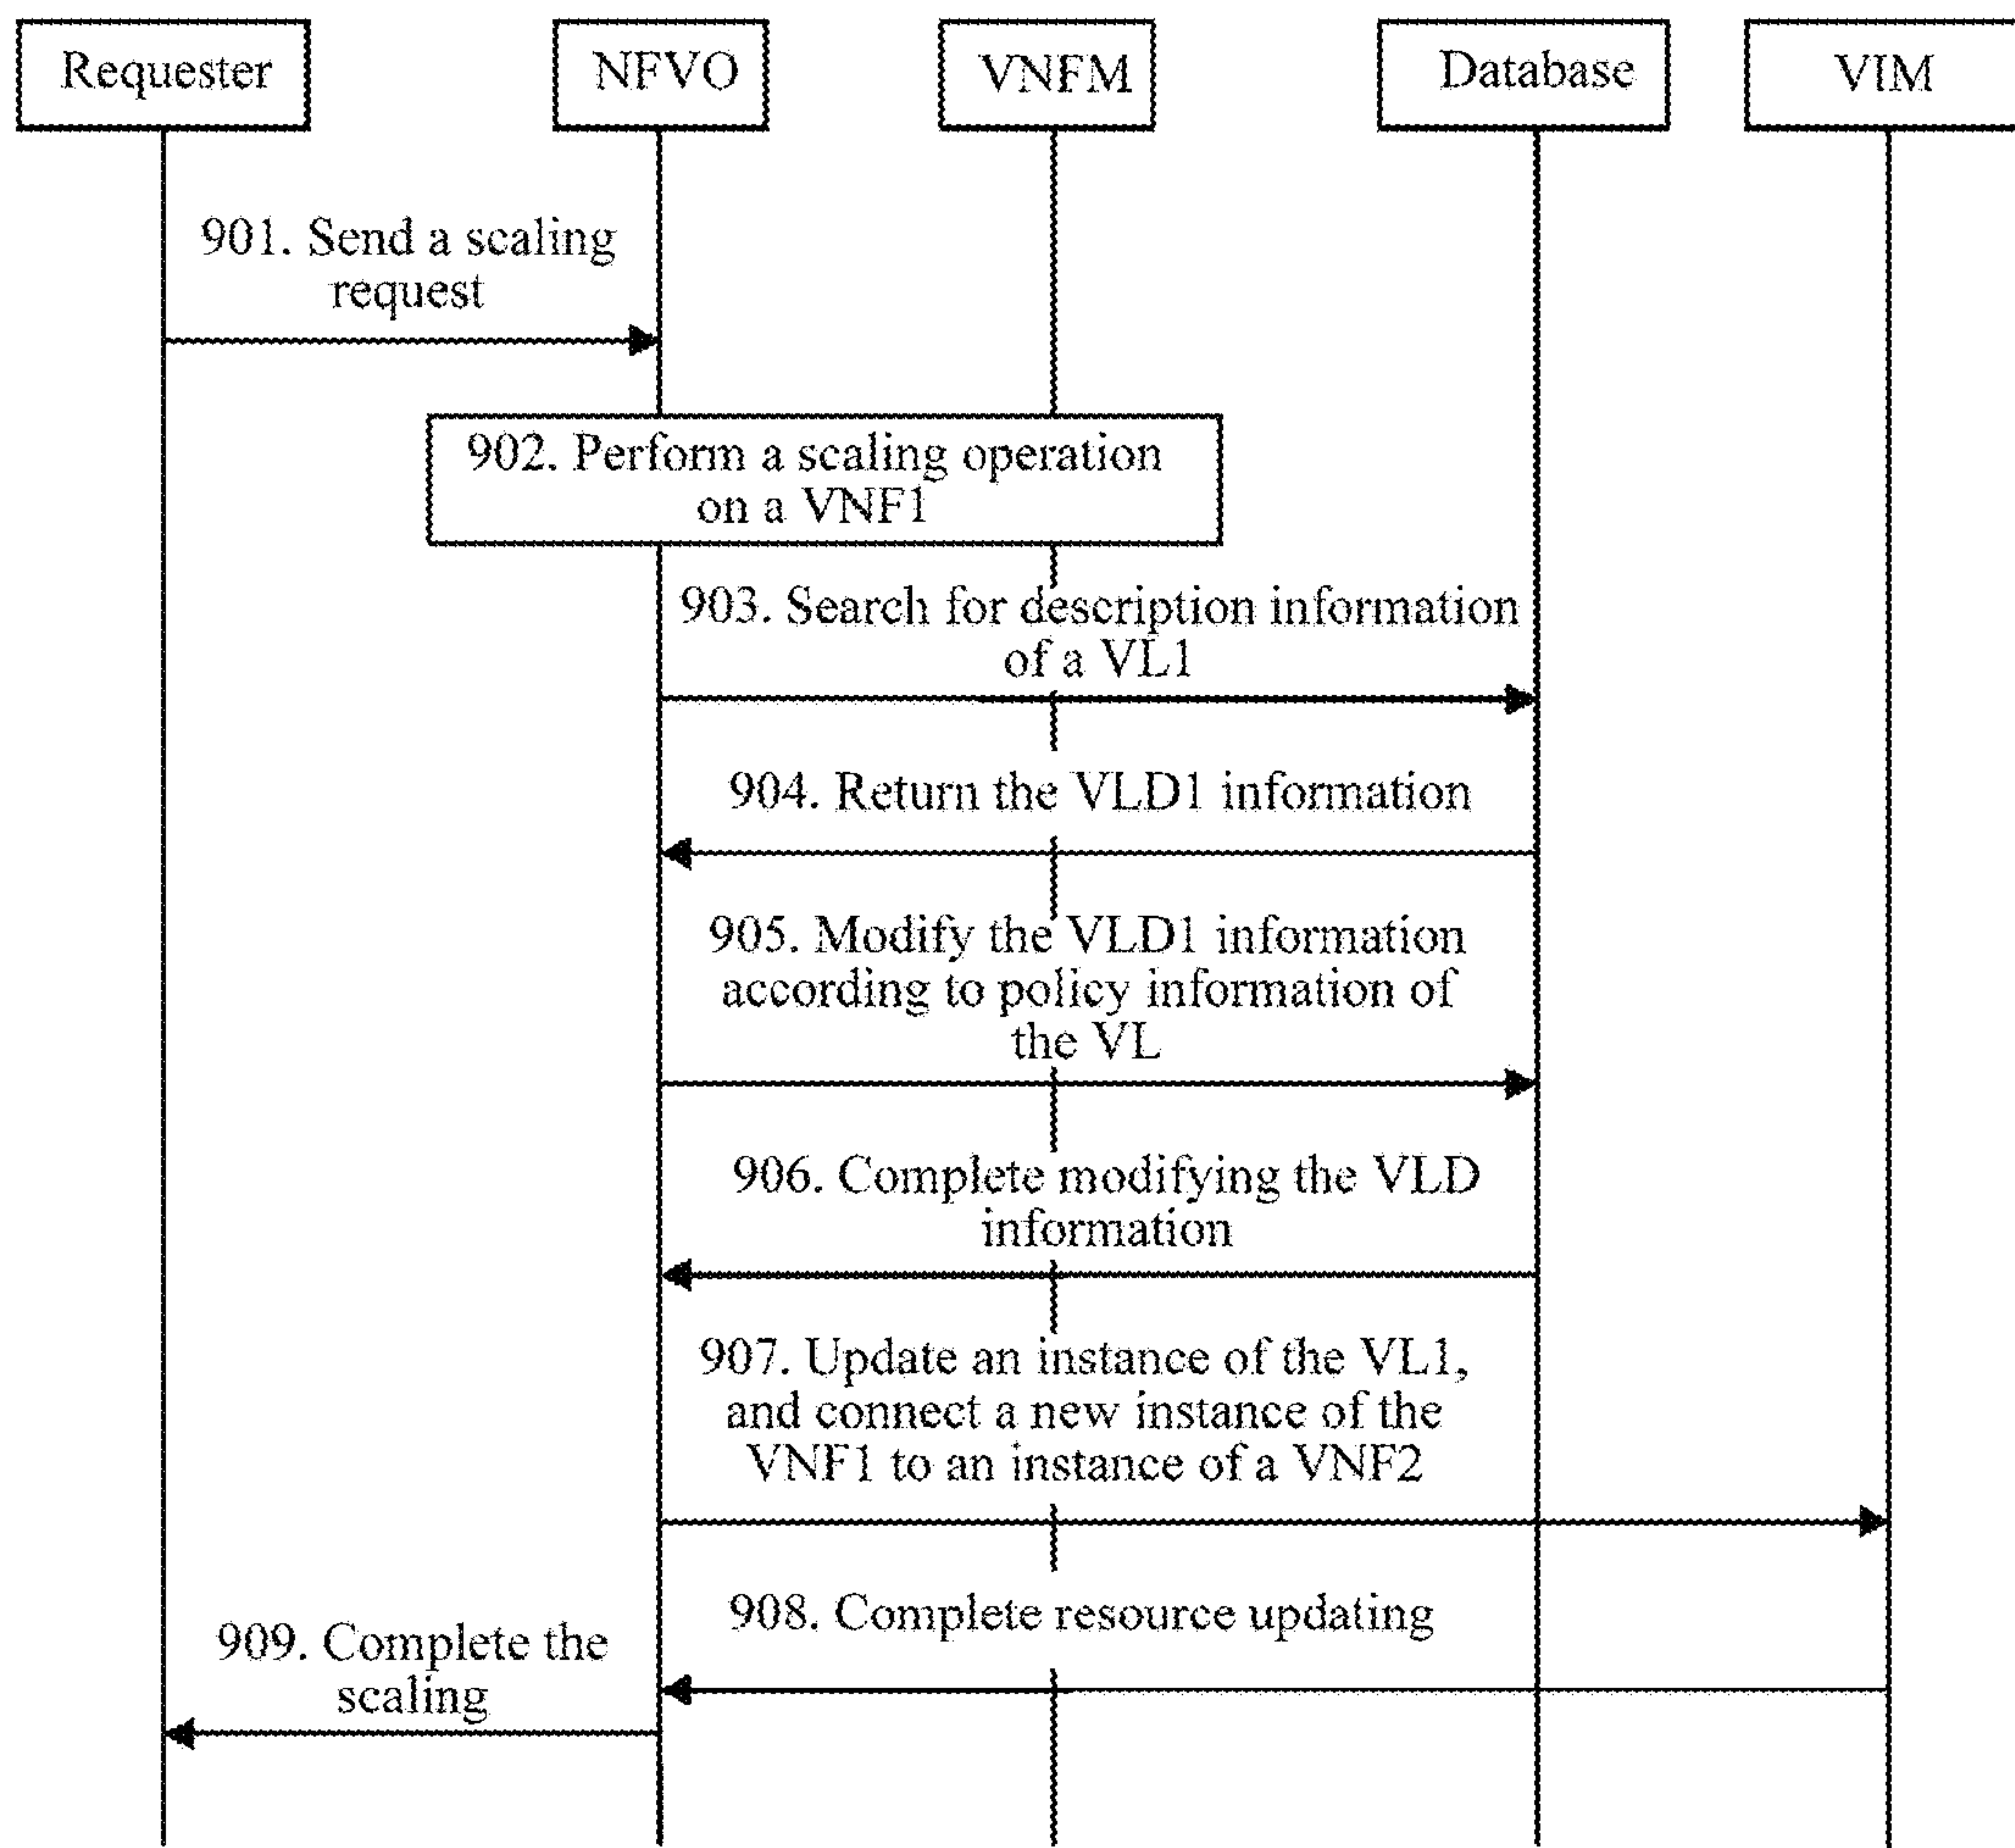 Requester
NFVO
VNFM
Database
VIM
901. Send a scaling
request
902. Perform a scaling operation
on a VNF1
903. Search for description information
of a VL1
904. Return the VLD1 information
905. Modify the VLD1 information
according to policy information of
the VL
906. Complete modifying the VLD
information
907. Update an instance of the VL1,
and connect a new instance of the
VNF1 to an instance of a VNF2
908. Complete resource updating
909. Complete the
scaling